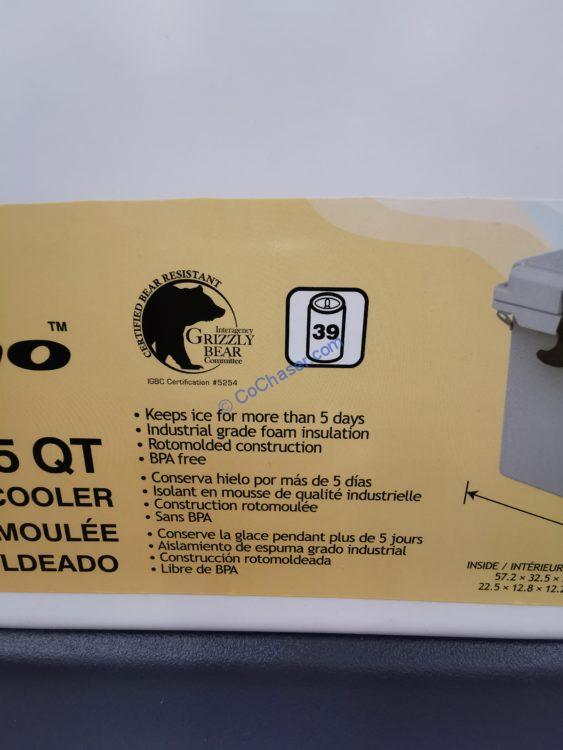 CERTIFIED BEAR RESISTANT
Interagency
GRIZZLY
BEAR
Committee
IGBC Certification #5254
39
TM
© CoChaser.com
5 QT
COOLER
MOULÉE
LDEADO
• Keeps ice for more than 5 days
• Industrial grade foam insulation
• Rotomolded construction
• BPA free
• Conserva hielo por más de 5 días
• Isolant en mousse de qualité industrielle
• Construction rotomoulée
• Sans BPA
• Conserve la glace pendant plus de 5 jours
• Aislamiento de espuma grado industrial
• Construcción rotomoldeada
• Libre de BPA
INSIDE / INTÉRIEUR
57.2 × 32.5 ×
22.5 × 12.8 × 12.2